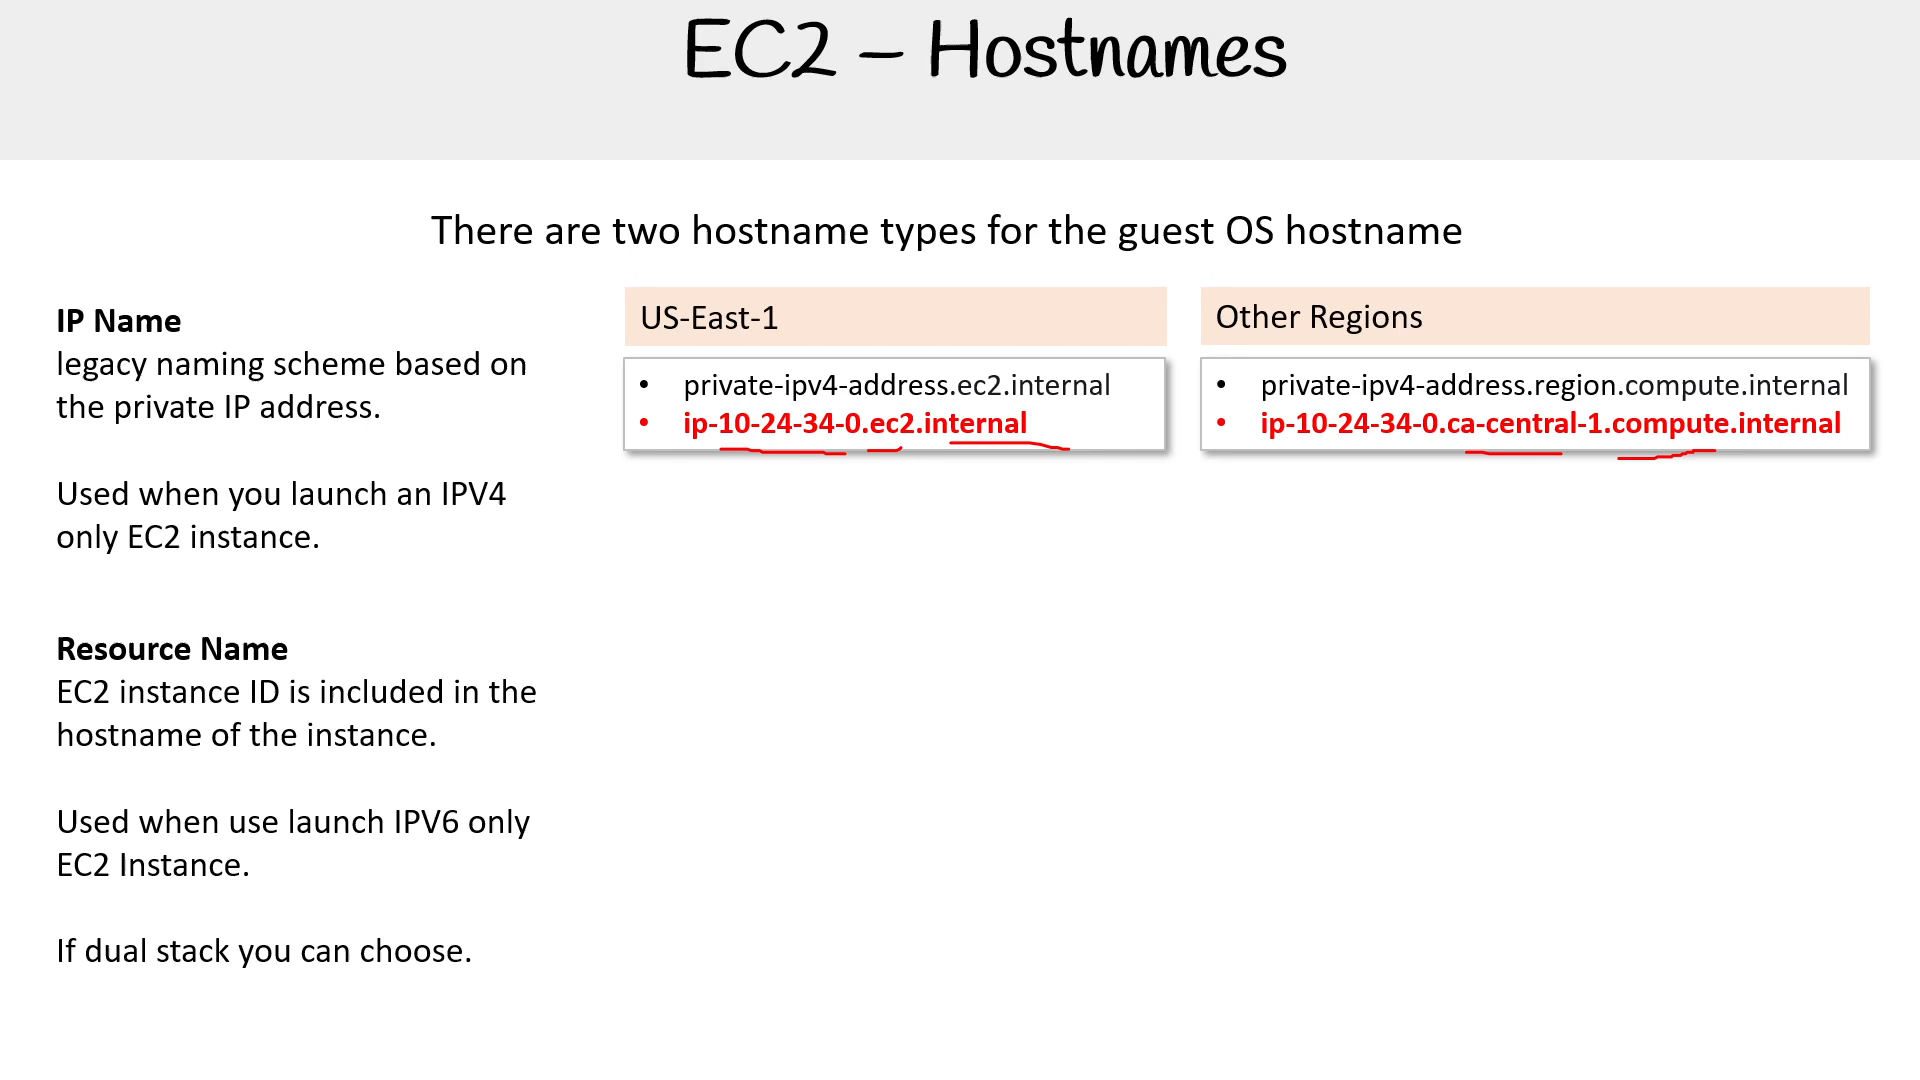 EC2 – Hostnames
There are two hostname types for the guest OS hostname
IP Name
legacy naming scheme based on
the private IP address.
Used when you launch an IPV4
only EC2 instance.
US-East-1
• private-ipv4-address.ec2.internal
• ip-10-24-34-0.ec2.internal
Other Regions
• private-ipv4-address.region.compute.internal
• ip-10-24-34-0.ca-central-1.compute.internal
Resource Name
EC2 instance ID is included in the
hostname of the instance.
Used when use launch IPV6 only
EC2 Instance.
If dual stack you can choose.